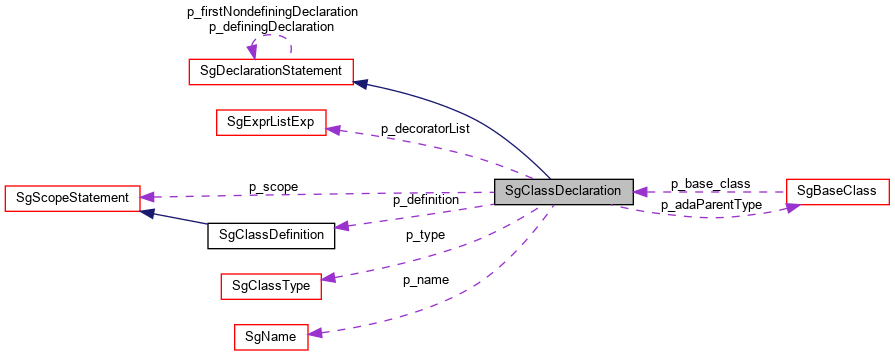 p_firstNondefiningDeclaration
p_definingDeclaration
SgDeclarationStatement
SgExprListExp
p_decoratorList
SgScopeStatement
p_scope
SgClassDeclaration
p_base_class
SgBaseClass
p_adaParentType
p_definition
SgClassDefinition
p_type
SgClassType
p_name
SgName